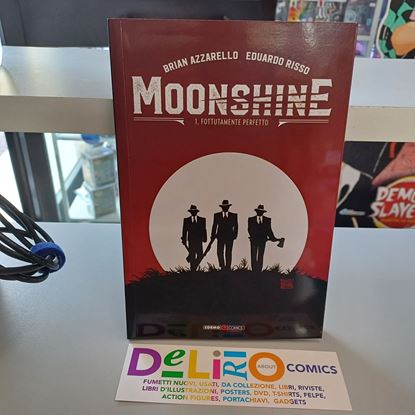 BRIAN AZZARELLO EDUARDO RISSO
MOONSHINE
1, FOTTUTAMENTE PERFETTO
COSMO COMICS
DEMON
SLAYE
DeLiRiO ABOUT COMICS
FUMETTI NUOVI, USATI, DA COLLEZIONE, LIBRI, RIVISTE,
LIBRI D'ILLUSTRAZIONI, POSTERS, DVD, T-SHIRTS, FELPE,
ACTION FIGURES, PORTACHIAVI, GADGETS